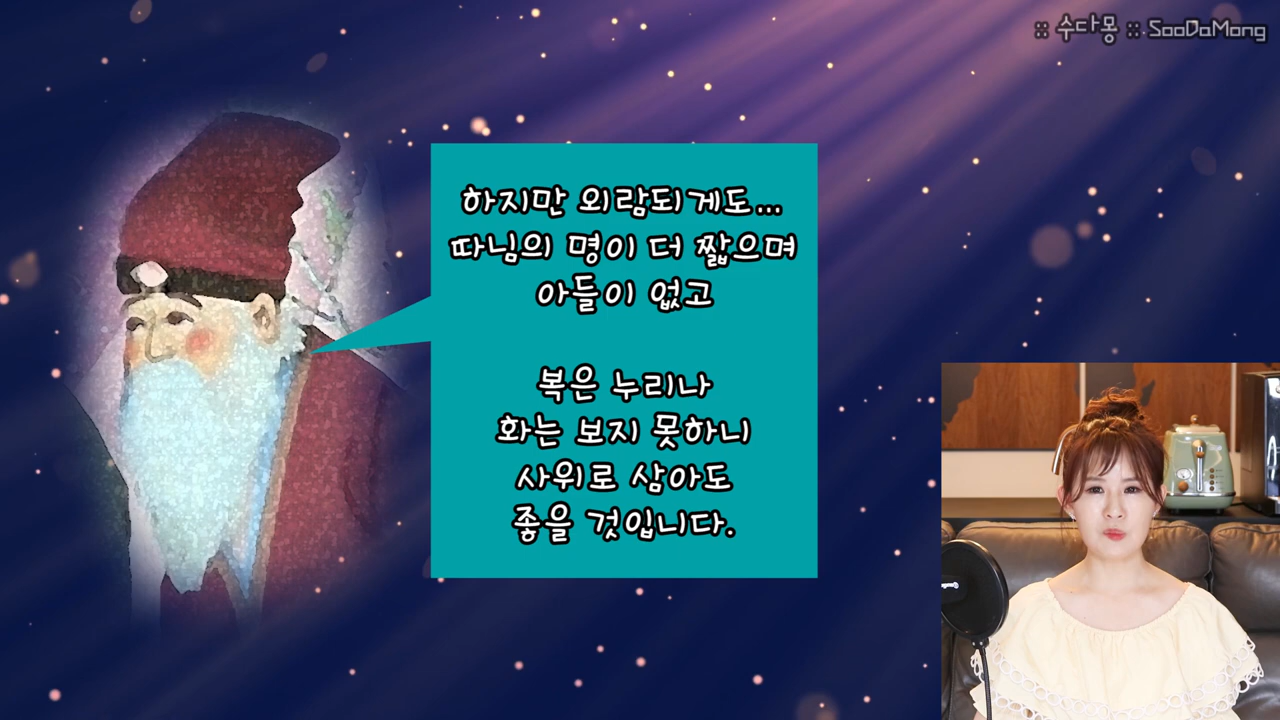 :: 수다몽 :: SooDaMong
하지만 외람되게도...
따님의 명이 더 짧으며
아들이 없고
복은 누리나
화는 보지 못하니
사위로 삼아도
좋을 것입니다.